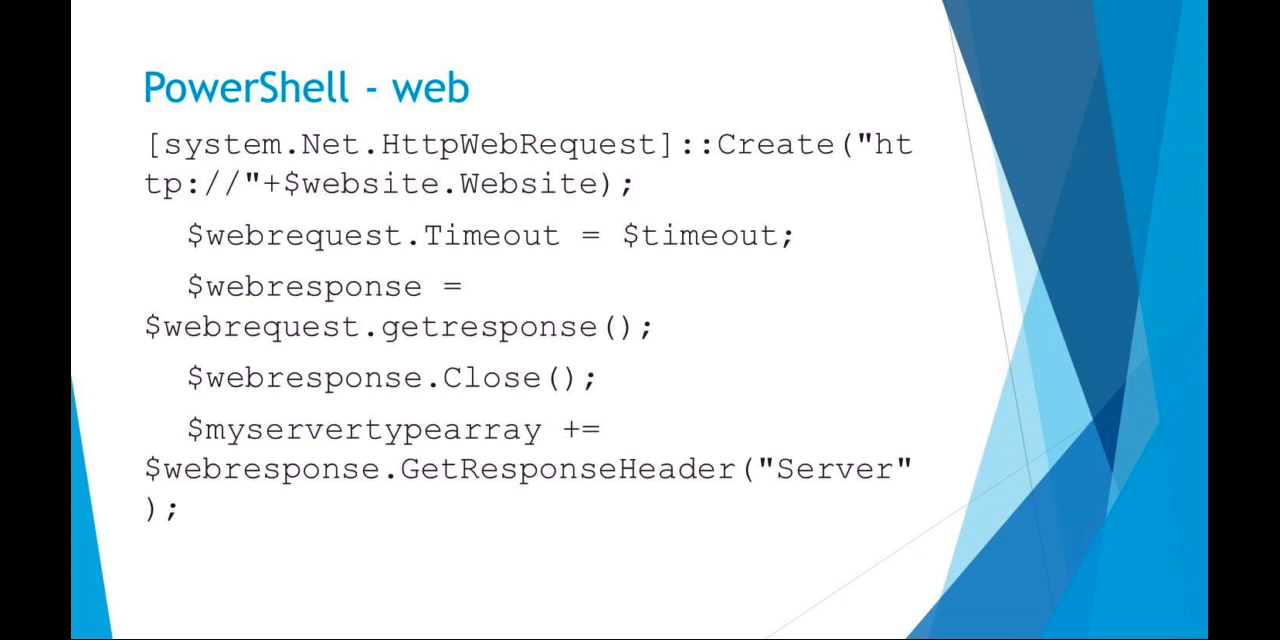 PowerShell - web
[system.Net.HttpWebRequest]::Create("ht
tp://"+$website.Website);
$webrequest.Timeout = $timeout;
$webresponse =
$webrequest.getresponse();
$webresponse.Close();
$myservertypearray +=
$webresponse.GetResponseHeader("Server"
);